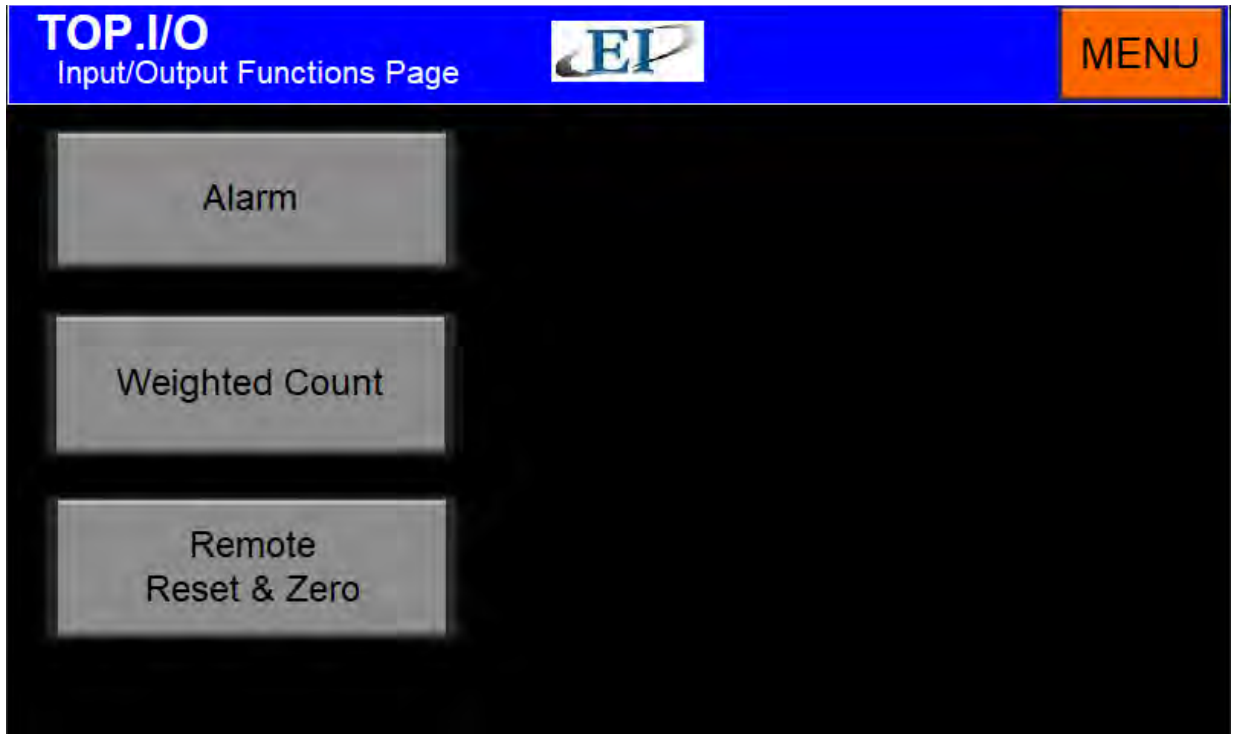 TOP.I/O
Input/Output Functions Page
EI
MENU
Alarm
Weighted Count
Remote
Reset & Zero